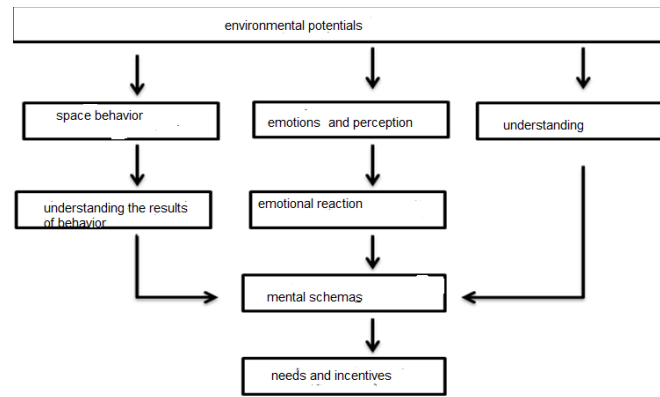 environmental potentials
space behavior
emotions and perception
understanding
understanding the results
of behavior
emotional reaction
mental schemas
needs and incentives